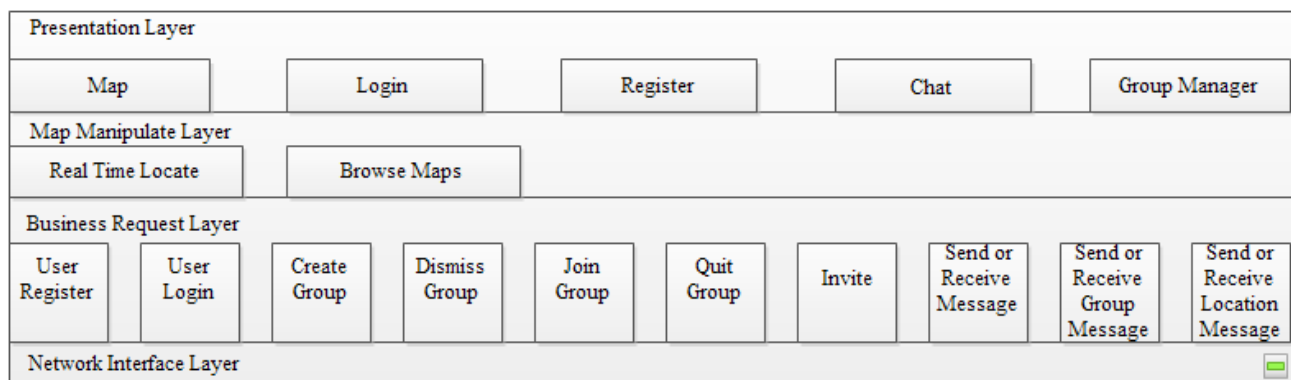 Presentation Layer
Map
Login
Register
Chat
Group Manager
Map Manipulate Layer
Real Time Locate
Browse Maps
Business Request Layer
User
Register
User
Login
Create
Group
Dismiss
Group
Join
Group
Quit
Group
Invite
Send or
Receive
Message
Send or
Receive
Group
Message
Send or
Receive
Location
Message
Network Interface Layer